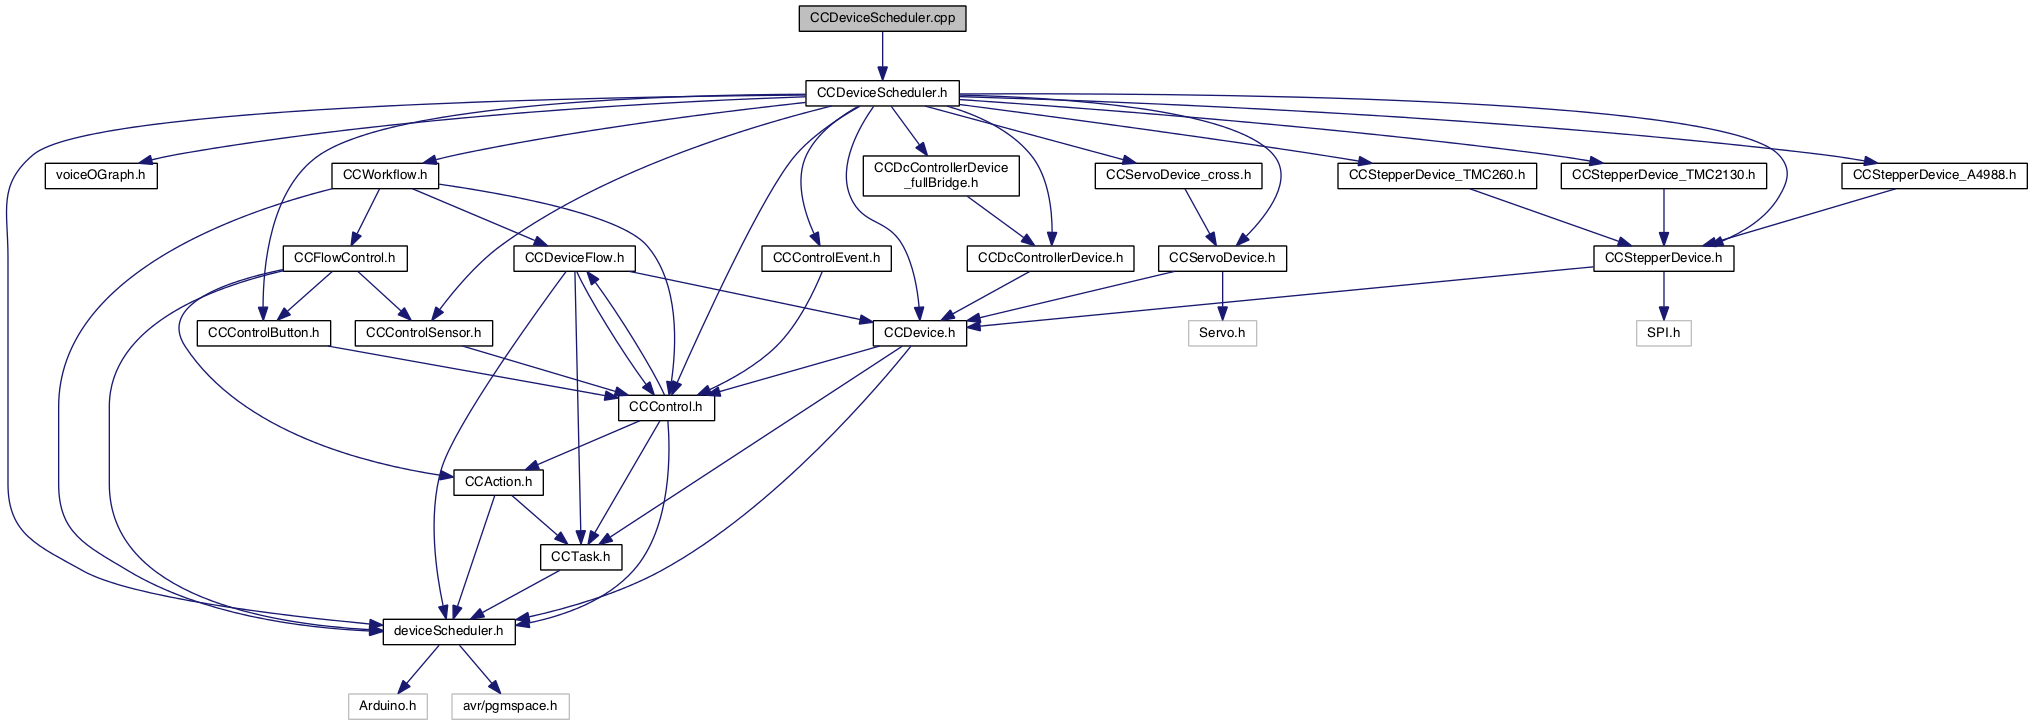 CCDeviceScheduler.cpp
CCDeviceScheduler.h
voiceOGraph.h
CCWorkflow.h
CCDcControllerDevice
_fullBridge.h
CCServoDevice_cross.h
CCStepperDevice_TMC260.h
CCStepperDevice_TMC2130.h
CCStepperDevice_A4988.h
CCFlowControl.h
CCDeviceFlow.h
CCControlEvent.h
CCDcControllerDevice.h
CCServoDevice.h
CCStepperDevice.h
CCControlButton.h
CCControlSensor.h
CCDevice.h
Servo.h
SPI.h
CCControl.h
CCAction.h
CCTask.h
deviceScheduler.h
Arduino.h
avr/pgmspace.h